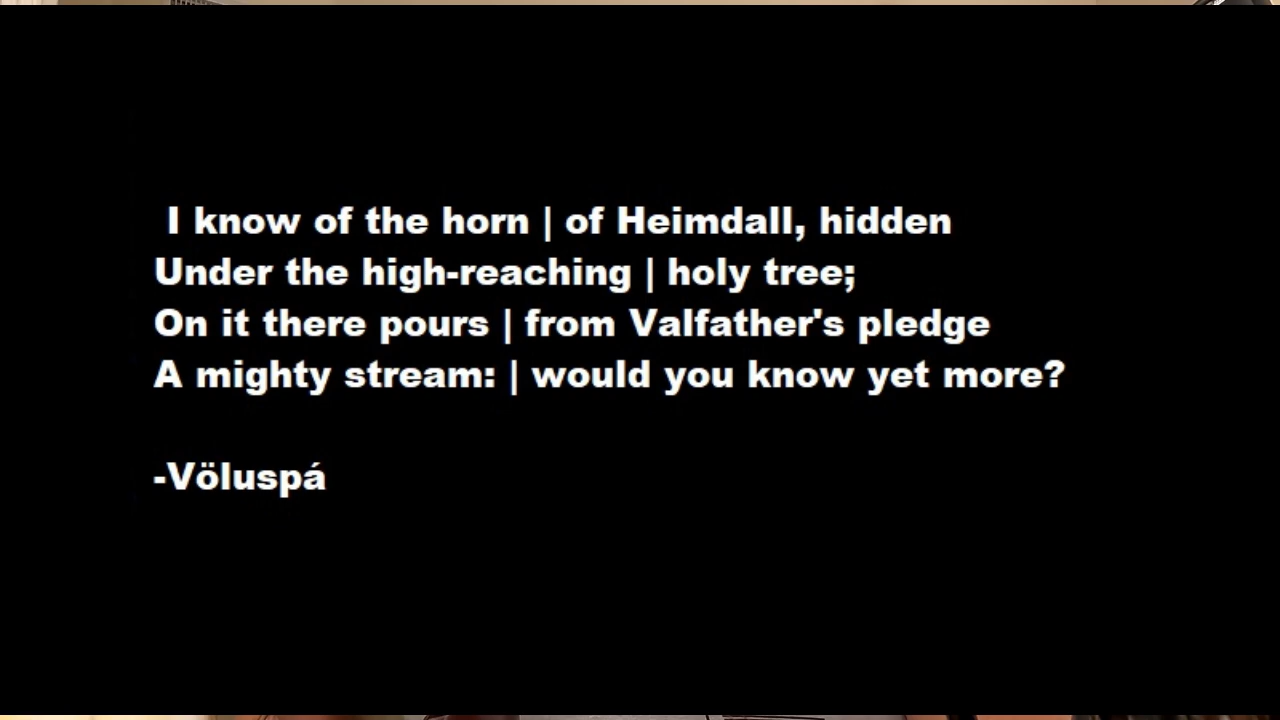 I know of the horn | of Heimdall, hidden
Under the high-reaching | holy tree;
On it there pours | from Valfather's pledge
A mighty stream: | would you know yet more?
-Völuspá